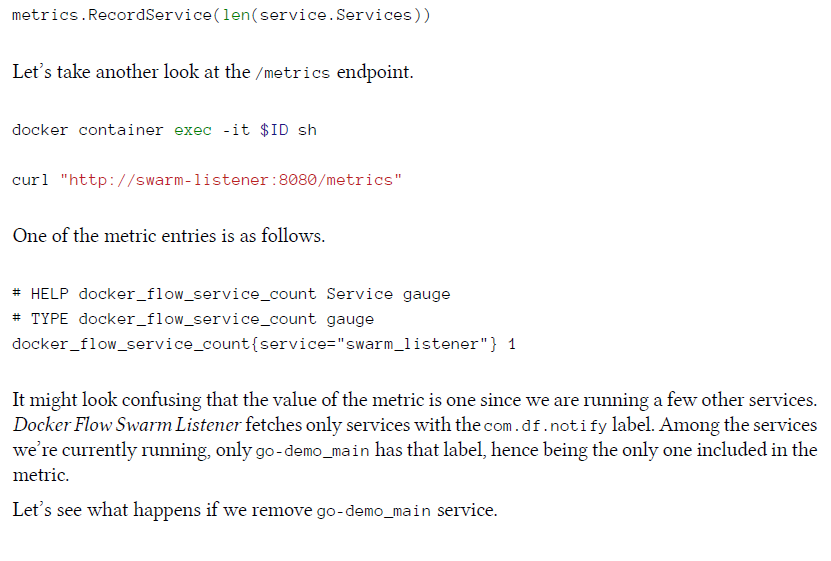 metrics.RecordService(len(service.Services))
Let’s take another look at the /metrics endpoint.
docker container exec -it $ID sh
curl "http://swarm-listener:8080/metrics"
One of the metric entries is as follows.
# HELP docker_flow_service_count Service gauge
# TYPE docker_flow_service_count gauge
docker_flow_service_count{service="swarm_listener"} 1
It might look confusing that the value of the metric is one since we are running a few other services.
Docker Flow Swarm Listener fetches only services with the com.df.notify label. Among the services
we’re currently running, only go-demo_main has that label, hence being the only one included in the
metric.
Let’s see what happens if we remove go-demo_main service.